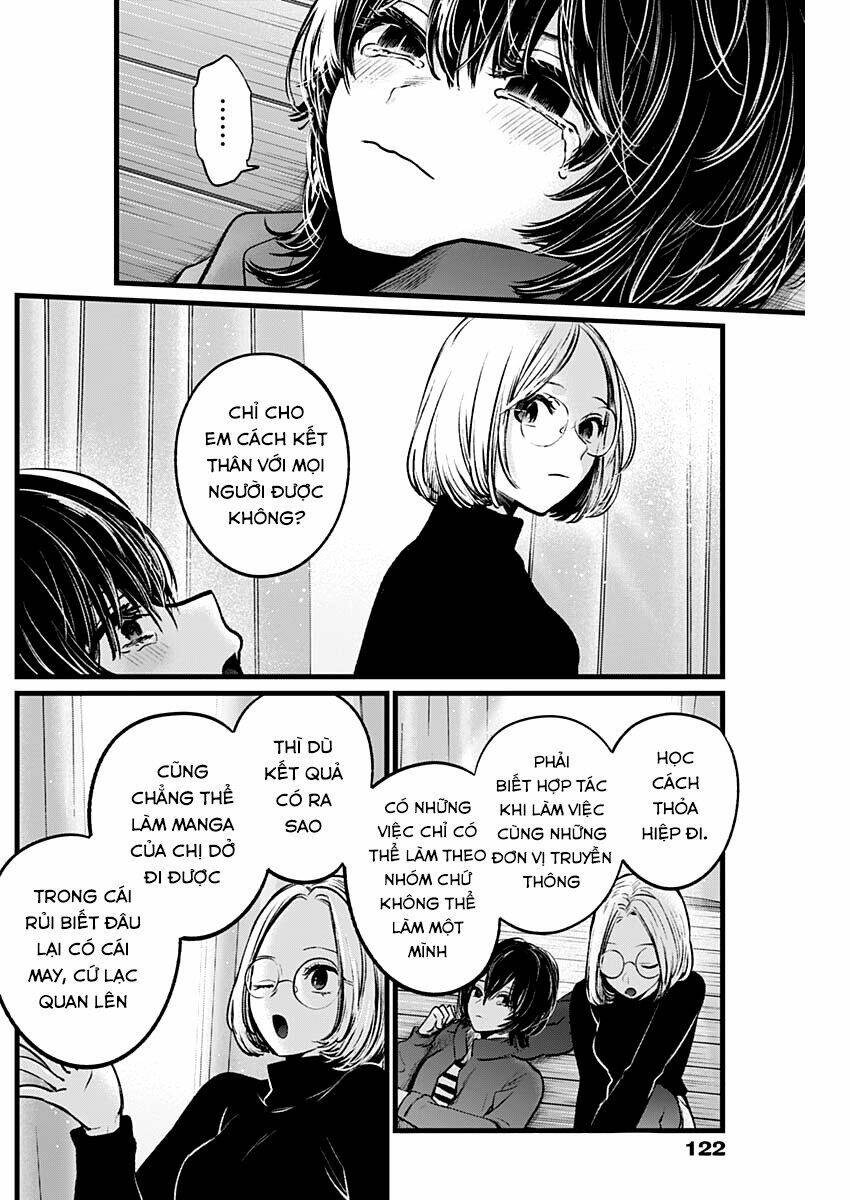 ……
CHỈ CHO
EM CÁCH KẾT
THÂN VỚI MỌI
NGƯỜI ĐƯỢC
KHÔNG?
HỌC
CÁCH
THỎA
HIỆP ĐI.
PHẢI
BIẾT HỢP TÁC
KHI LÀM VIỆC
CÙNG NHỮNG
ĐƠN VỊ TRUYỀN
THÔNG
CÓ NHỮNG
VIỆC CHỈ CÓ
THỂ LÀM THEO
NHÓM CHỨ
KHÔNG THỂ
LÀM MỘT
MÌNH
THÌ DÙ
KẾT QUẢ
CÓ RA
SAO
CŨNG
CHẲNG THỂ
LÀM MANGA
CỦA CHỊ DỞ
ĐI ĐƯỢC
TRONG CÁI
RỦI BIẾT ĐÂU
LẠI CÓ CÁI
MAY, CỨ LẠC
QUAN LÊN
122